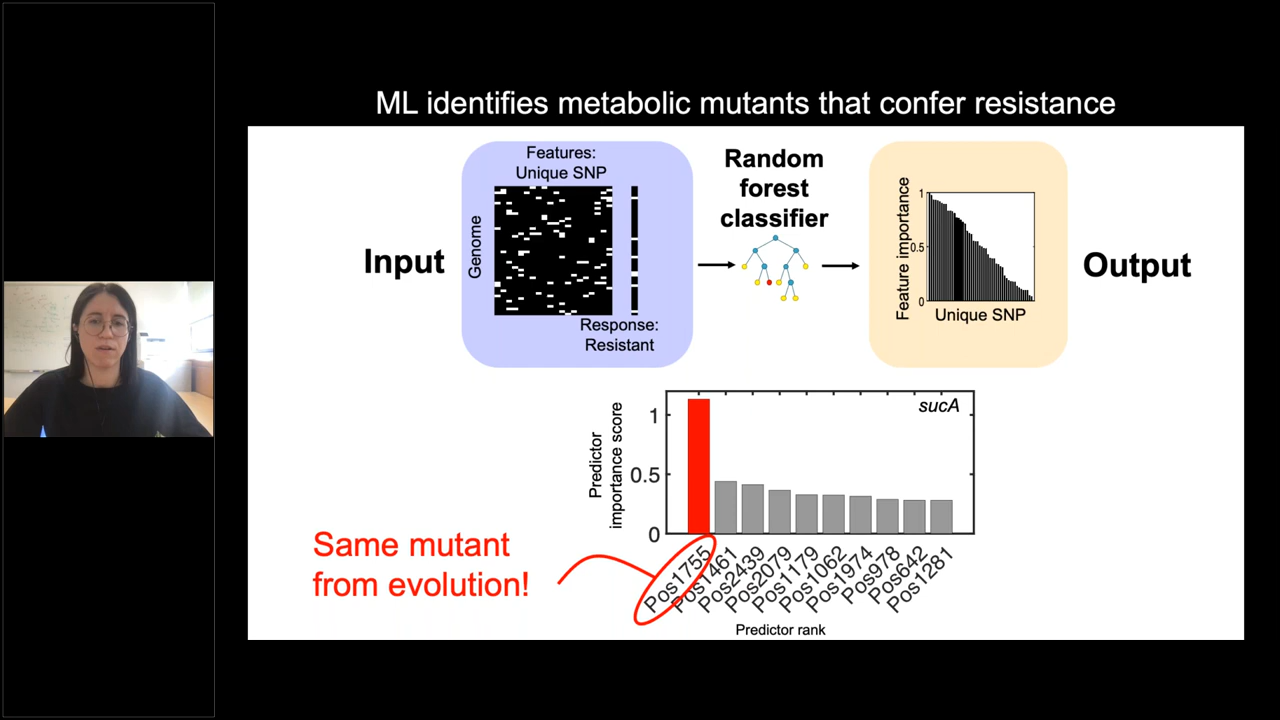 ML identifies metabolic mutants that confer resistance
Features:
Unique SNP
Genome
Response:
Resistant
Input
Random
forest
classifier
Feature importance
1
0.5
0
Unique SNP
Output
sucA
Predictor
importance score
1
0.5
0
Pos1755
Pos1461
Pos2439
Pos2079
Pos1179
Pos1062
Pos1974
Pos978
Pos642
Pos1281
Predictor rank
Same mutant
from evolution!